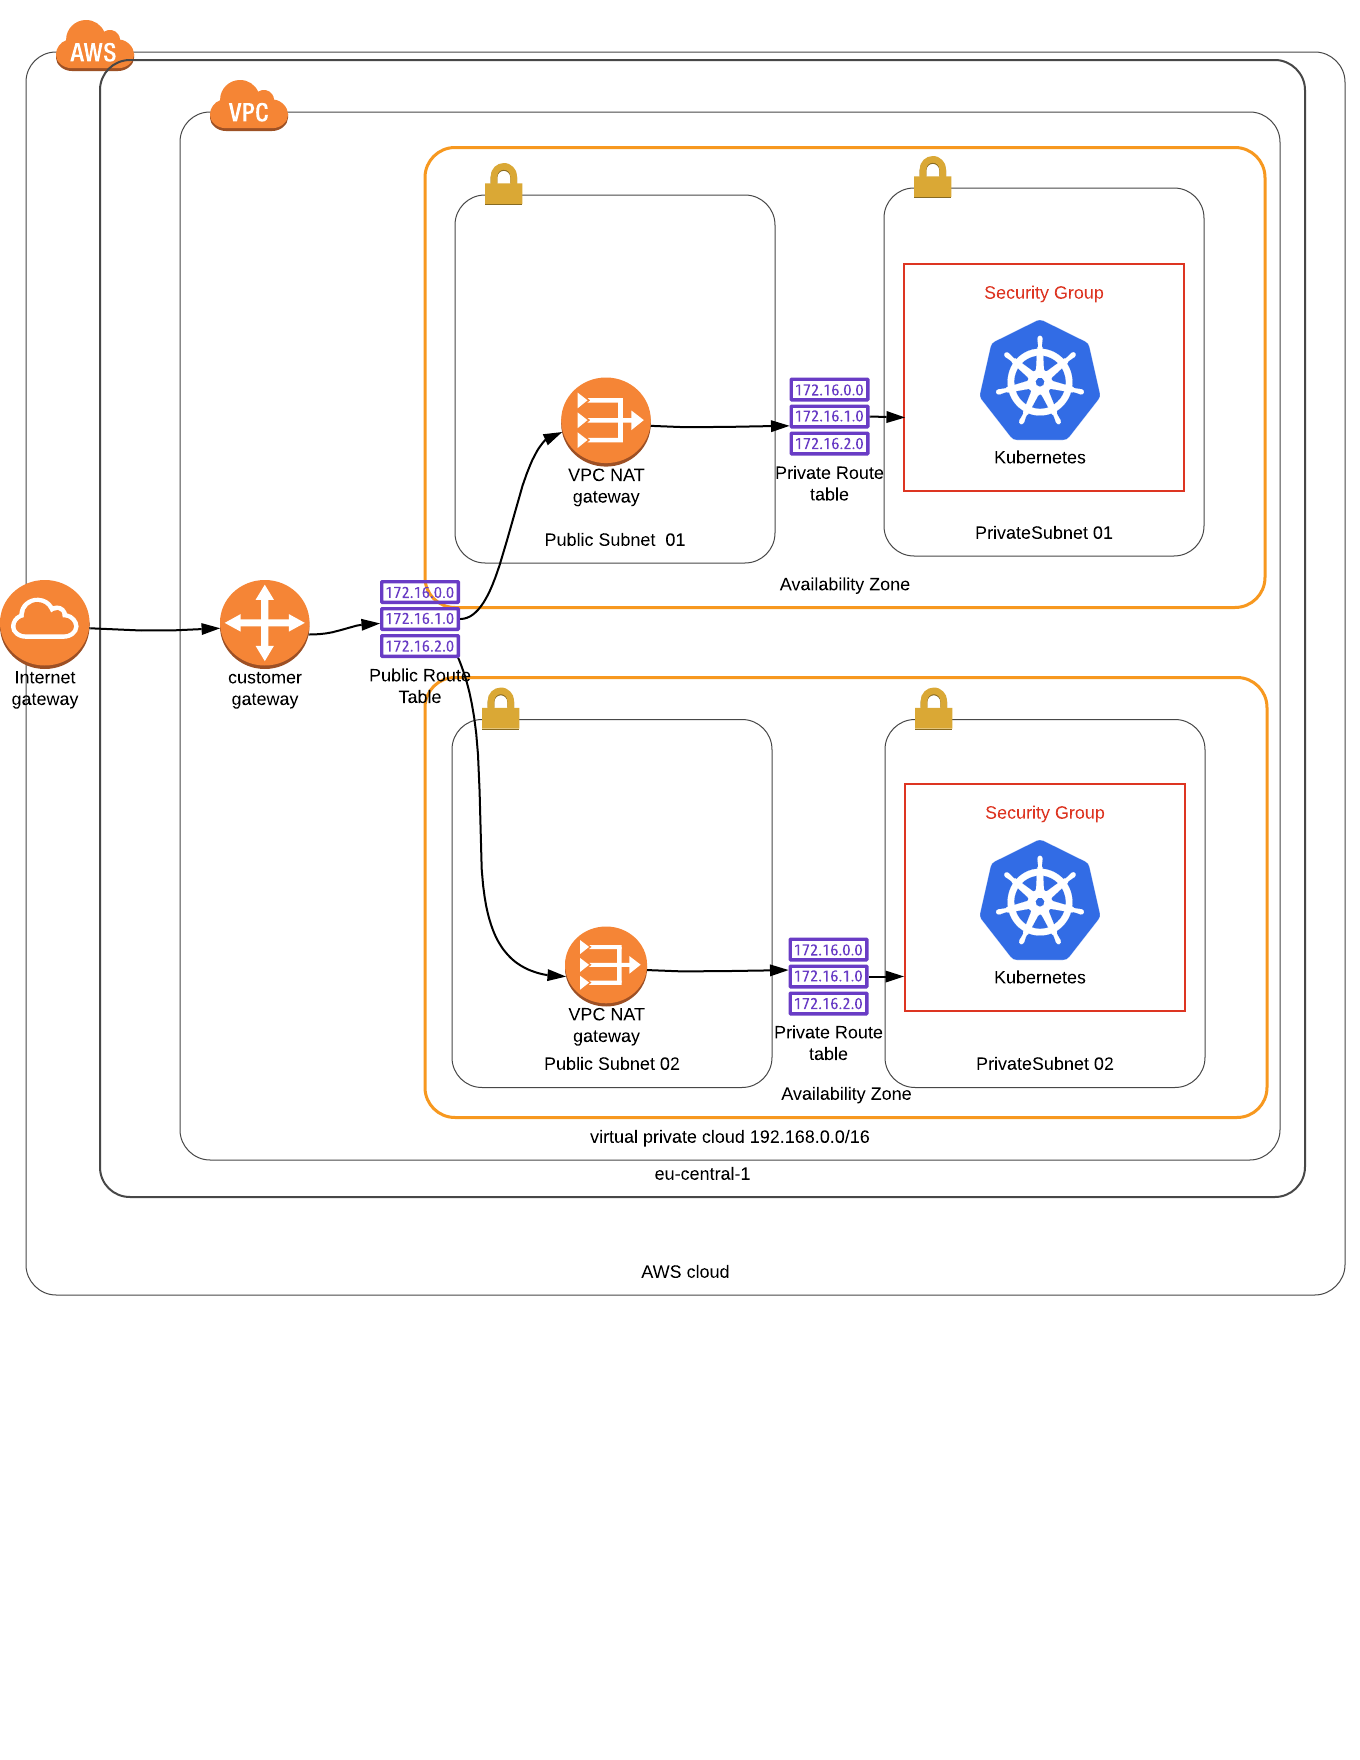 AWS
VPC
Security Group
172.16.0.0
172.16.1.0
172.16.2.0
Kubernetes
VPC NAT
gateway
Private Route
table
Public Subnet  01
PrivateSubnet 01
Availability Zone
172.16.0.0
172.16.1.0
172.16.2.0
Internet
gateway
customer
gateway
Public Route
Table
Security Group
172.16.0.0
172.16.1.0
172.16.2.0
Kubernetes
VPC NAT
gateway
Private Route
table
Public Subnet 02
PrivateSubnet 02
Availability Zone
virtual private cloud 192.168.0.0/16
eu-central-1
AWS cloud